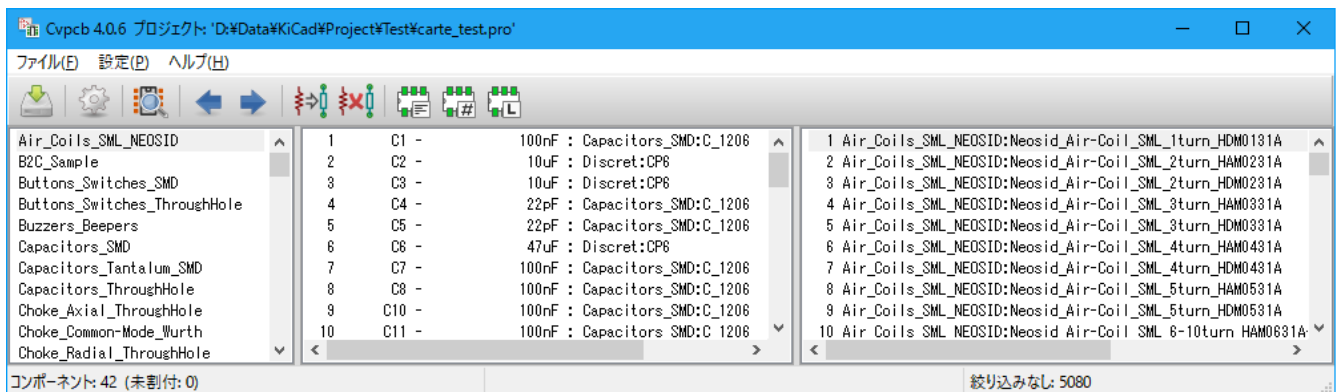 Cvpcb 4.0.6 プロジェクト: 'D:¥Data¥KiCad¥Project¥Test¥carte_test.pro'
ファイル(F) 設定(P) ヘルプ(H)
Air_Coils_SML_NEOSID
B2C_Sample
Buttons_Switches_SMD
Buttons_Switches_ThroughHole
Buzzers_Beepers
Capacitors_SMD
Capacitors_Tantalum_SMD
Capacitors_ThroughHole
Choke_Axial_ThroughHole
Choke_Common-Mode_Wurth
Choke_Radial_ThroughHole
1 C1 - 100nF : Capacitors_SMD:C_1206
2 C2 - 10uF : Discret:CP6
3 C3 - 10uF : Discret:CP6
4 C4 - 22pF : Capacitors_SMD:C_1206
5 C5 - 22pF : Capacitors_SMD:C_1206
6 C6 - 47uF : Discret:CP6
7 C7 - 100nF : Capacitors_SMD:C_1206
8 C8 - 100nF : Capacitors_SMD:C_1206
9 C10 - 100nF : Capacitors_SMD:C_1206
10 C11 - 100nF : Capacitors_SMD:C_1206
1 Air_Coils_SML_NEOSID:Neosid_Air-Coil_SML_1turn_HDM0131A
2 Air_Coils_SML_NEOSID:Neosid_Air-Coil_SML_2turn_HAM0231A
3 Air_Coils_SML_NEOSID:Neosid_Air-Coil_SML_2turn_HDM0231A
4 Air_Coils_SML_NEOSID:Neosid_Air-Coil_SML_3turn_HAM0331A
5 Air_Coils_SML_NEOSID:Neosid_Air-Coil_SML_3turn_HDM0331A
6 Air_Coils_SML_NEOSID:Neosid_Air-Coil_SML_4turn_HAM0431A
7 Air_Coils_SML_NEOSID:Neosid_Air-Coil_SML_4turn_HDM0431A
8 Air_Coils_SML_NEOSID:Neosid_Air-Coil_SML_5turn_HAM0531A
9 Air_Coils_SML_NEOSID:Neosid_Air-Coil_SML_5turn_HDM0531A
10 Air_Coils_SML_NEOSID:Neosid_Air-Coil_SML_6-10turn_HAM0631A-
コンポーネント: 42 (未割付: 0)
絞り込みなし: 5080